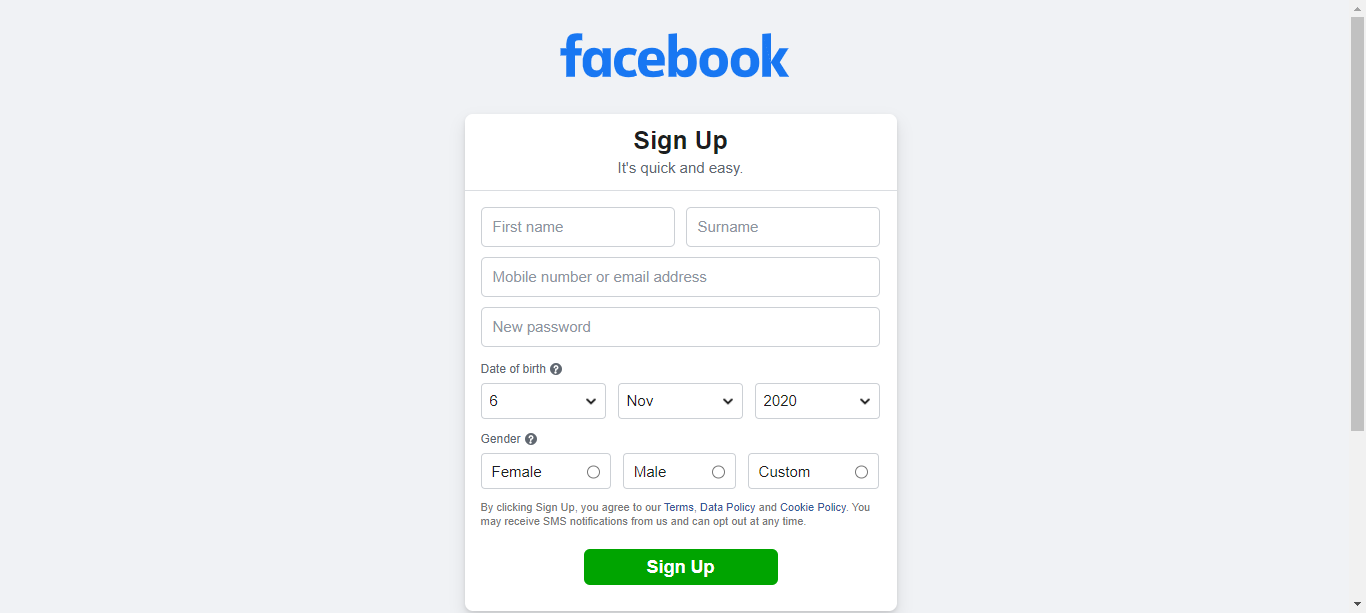 facebook
Sign Up
It's quick and easy.
First name Surname
Mobile number or email address
New password
Date of birth ?
6 Nov 2020
Gender ?
Female Male Custom
By clicking Sign Up, you agree to our Terms, Data Policy and Cookie Policy. You
may receive SMS notifications from us and can opt out at any time.
Sign Up